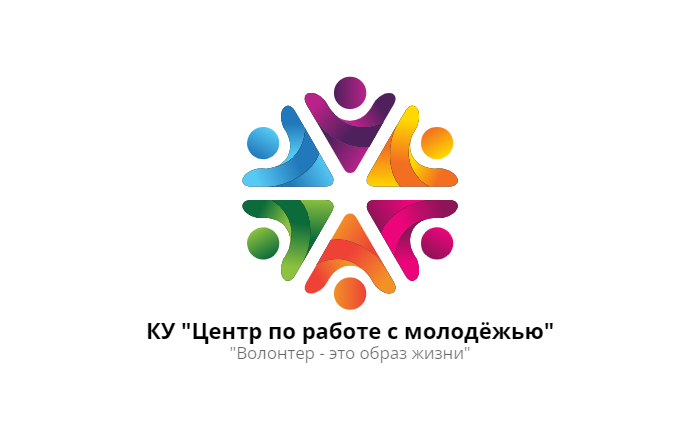 КУ "Центр по работе с молодёжью"
"Волонтер - это образ жизни"